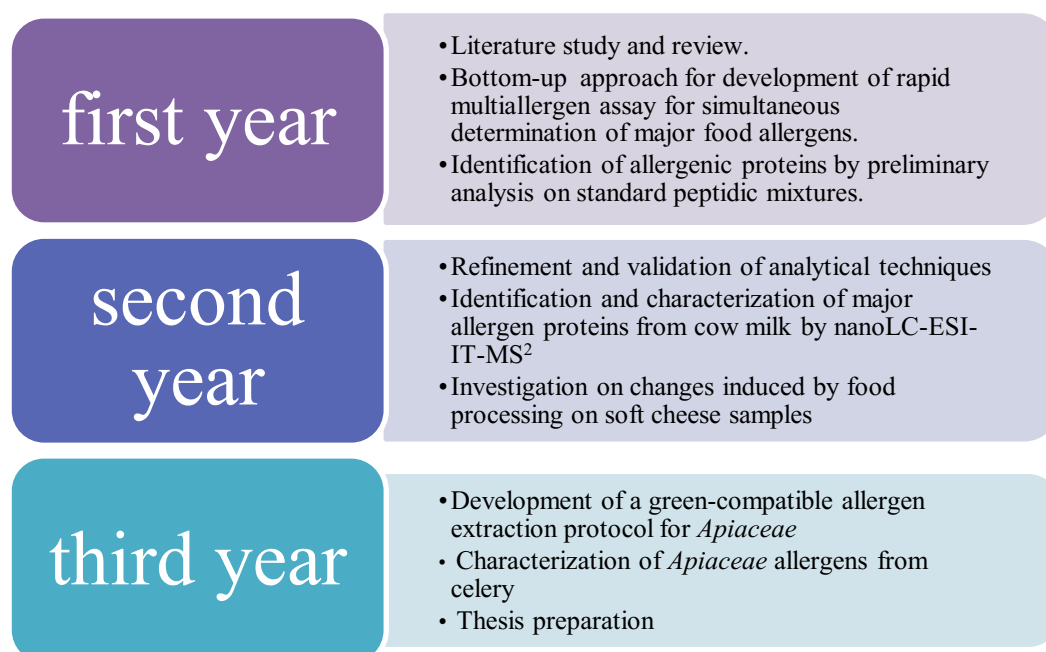 first year
•Literature study and review.
•Bottom-up approach for development of rapid
multiallergen assay for simultaneous
determination of major food allergens.
•Identification of allergenic proteins by preliminary
analysis on standard peptidic mixtures.
second
year
•Refinement and validation of analytical techniques
•Identification and characterization of major
allergen proteins from cow milk by nanoLC-ESI-
IT-MS²
•Investigation on changes induced by food
processing on soft cheese samples
third year
•Development of a green-compatible allergen
extraction protocol for Apiaceae
• Characterization of Apiaceae allergens from
celery
• Thesis preparation